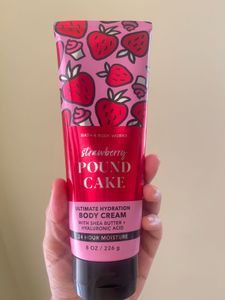 BATH & BODY WORKS
strawberry
POUND
CAKE
ULTIMATE HYDRATION
BODY CREAM
WITH SHEA BUTTER +
HYALURONIC ACID
24 HOUR MOISTURE
8 OZ / 226 g